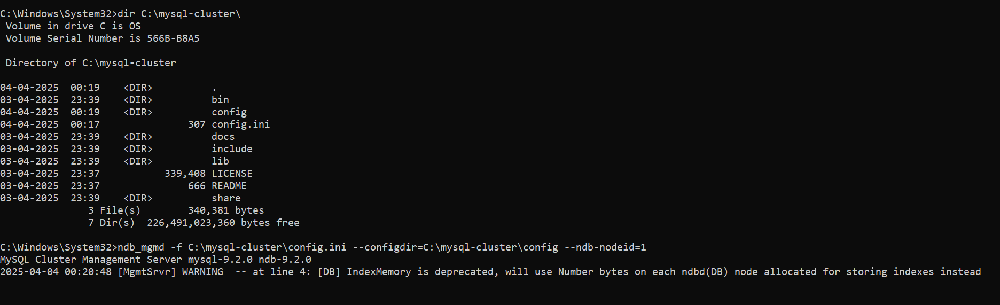 C:\Windows\System32>dir C:\mysql-cluster\
 Volume in drive C is OS
 Volume Serial Number is 566B-B8A5

 Directory of C:\mysql-cluster

04-04-2025  00:19    <DIR>          .
03-04-2025  23:39    <DIR>          bin
04-04-2025  00:19    <DIR>          config
04-04-2025  00:17               307 config.ini
03-04-2025  23:39    <DIR>          docs
03-04-2025  23:39    <DIR>          include
03-04-2025  23:39    <DIR>          lib
03-04-2025  23:37           339,408 LICENSE
03-04-2025  23:37               666 README
03-04-2025  23:39    <DIR>          share
               3 File(s)        340,381 bytes
               7 Dir(s)  226,491,023,360 bytes free

C:\Windows\System32>ndb_mgmd -f C:\mysql-cluster\config.ini --configdir=C:\mysql-cluster\config --ndb-nodeid=1
MySQL Cluster Management Server mysql-9.2.0 ndb-9.2.0
2025-04-04 00:20:48 [MgmtSrvr] WARNING  -- at line 4: [DB] IndexMemory is deprecated, will use Number bytes on each ndbd(DB) node allocated for storing indexes instead